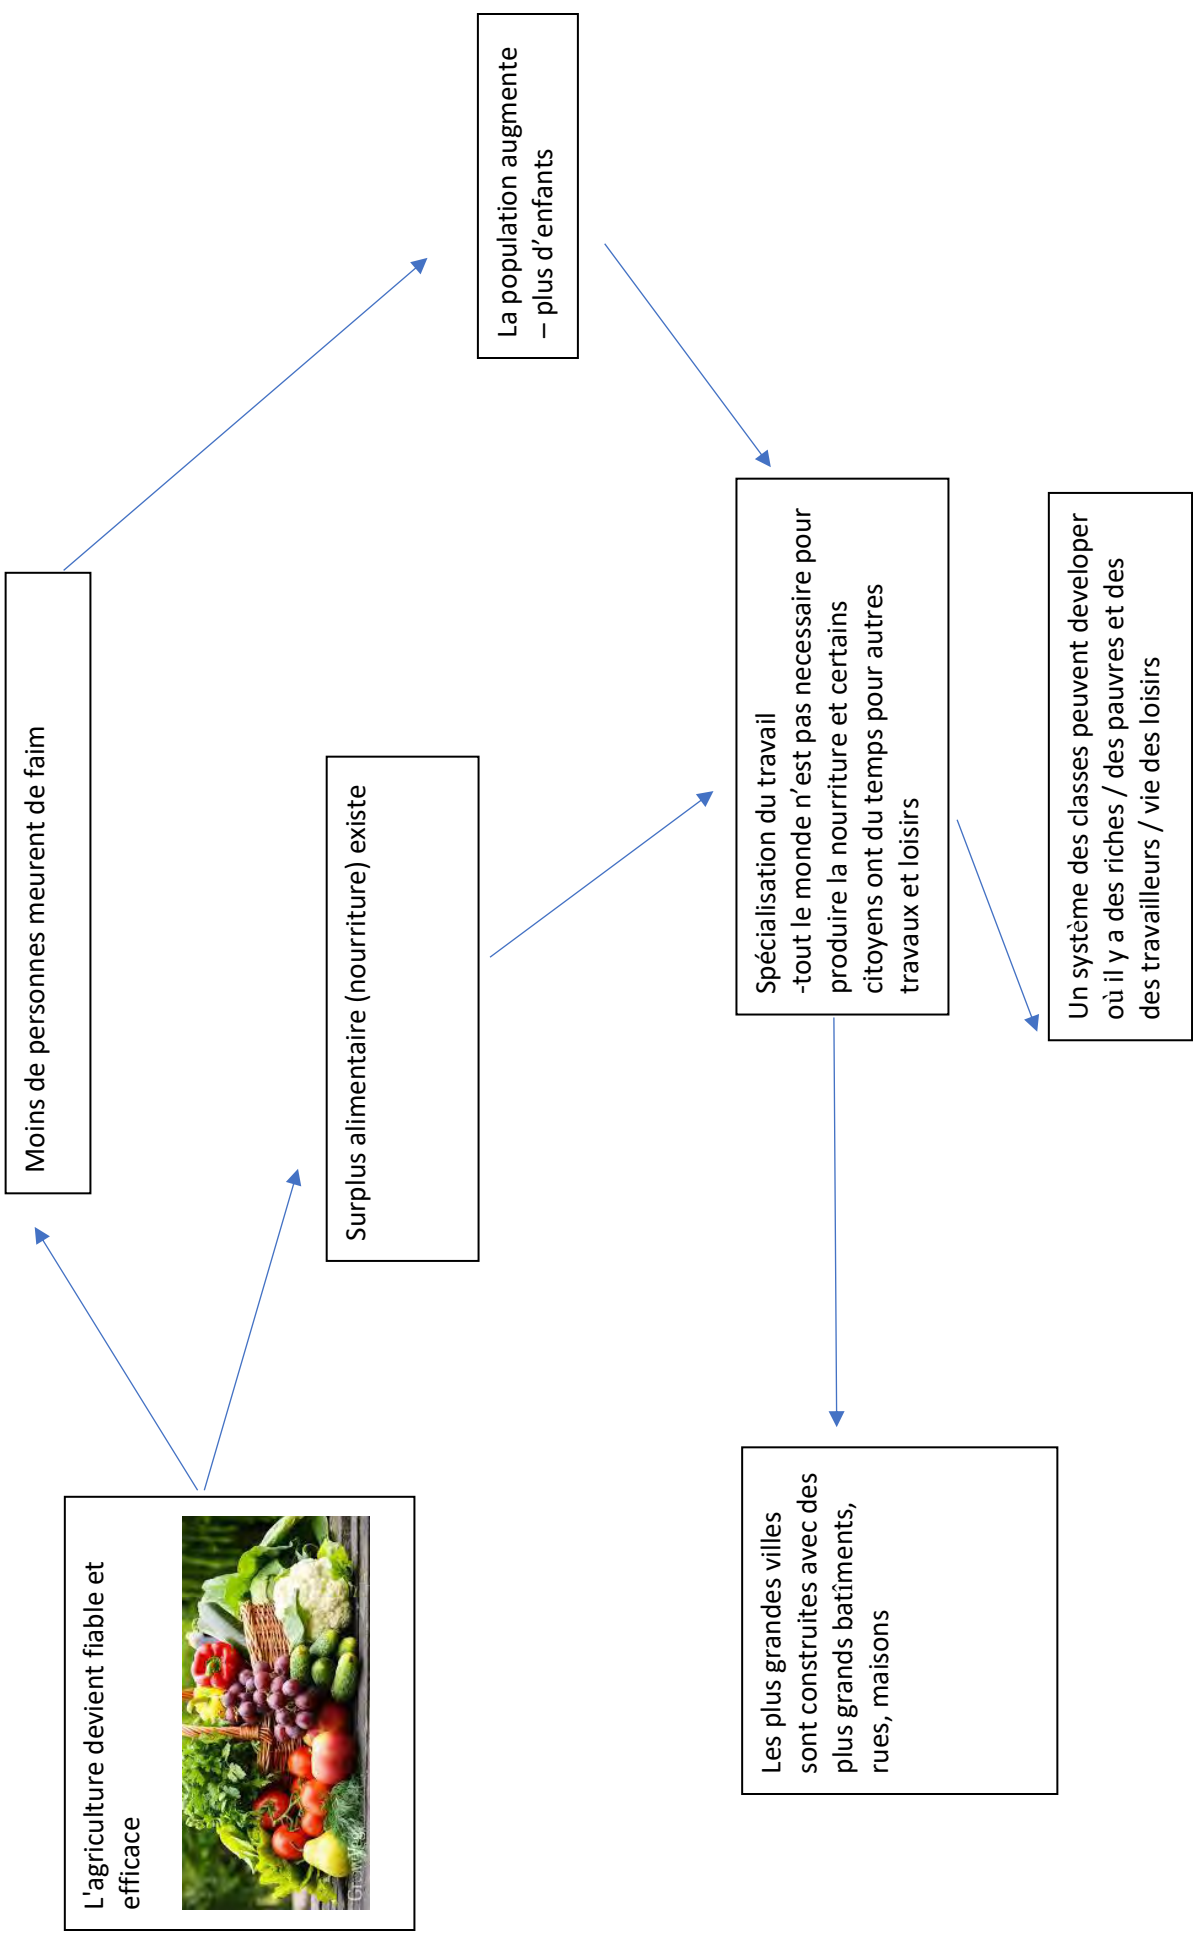 L'agriculture devient fiable et
efficace
Moins de personnes meurent de faim
Surplus alimentaire (nourriture) existe
La population augmente
– plus d’enfants
Spécialisation du travail
-tout le monde n’est pas necessaire pour
produire la nourriture et certains
citoyens ont du temps pour autres
travaux et loisirs
Les plus grandes villes
sont construites avec des
plus grands batîments,
rues, maisons
Un système des classes peuvent developer
où il y a des riches / des pauvres et des
des travailleurs / vie des loisirs